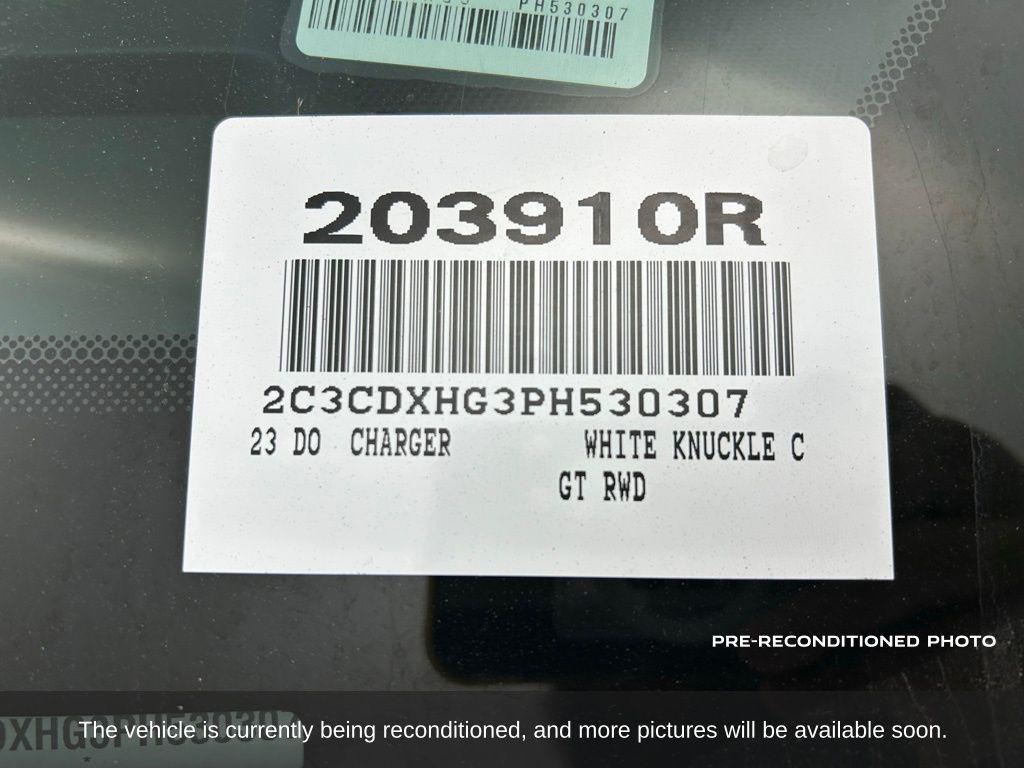 PH530307
203910R
2C3CDXHG3PH530307
23 DO CHARGER WHITE KNUCKLE C
GT RWD
PRE-RECONDITIONED PHOTO
DXHG3PH530307
The vehicle is currently being reconditioned, and more pictures will be available soon.
*